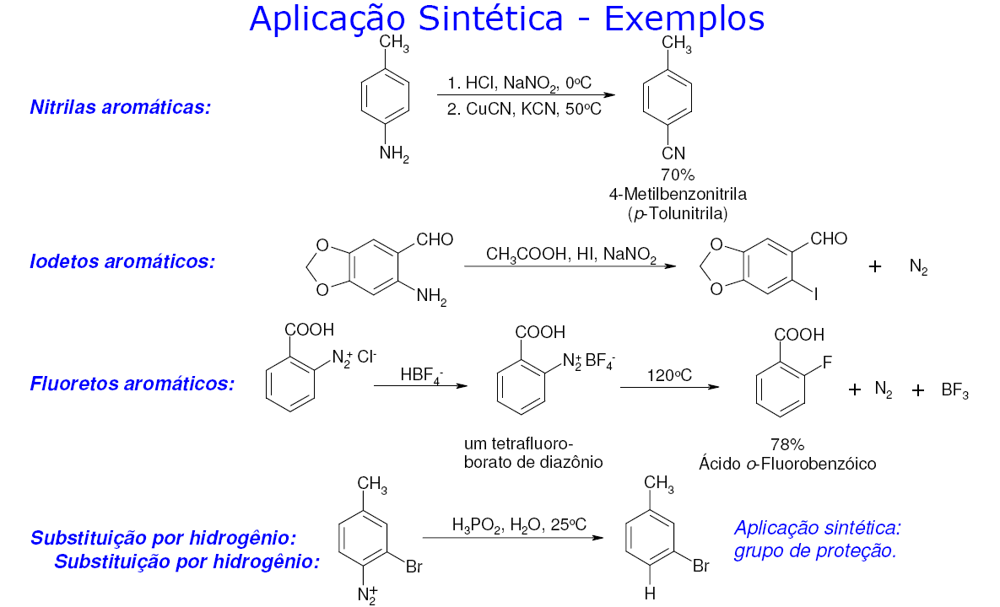 Aplicação Sintética - Exemplos
CH3
CH3
Nitrilas aromáticas:
1. HCl, NaNO2, 0ºC
2. CuCN, KCN, 50ºC
NH2
CN
70%
4-Metilbenzonitrila
(p-Tolunitrila)
Iodetos aromáticos:
O
O
CHO
NH2
CH3COOH, HI, NaNO2
O
O
CHO
I
+ N2
Fluoretos aromáticos:
COOH
N2+ Cl-
HBF4-
COOH
N2+ BF4-
120ºC
COOH
F
+ N2 + BF3
um tetrafluoro-
borato de diazônio
78%
Ácido o-Fluorobenzóico
CH3
CH3
Substituição por hidrogênio:
Substituição por hidrogênio:
H3PO2, H2O, 25ºC
Br
N2+
Br
H
Aplicação sintética:
grupo de proteção.